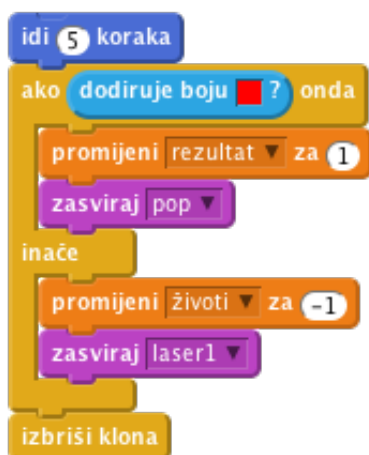 idi 5 koraka
ako dodiruje boju ? onda
promijeni rezultat za 1
zasviraj pop
inače
promijeni životi za -1
zasviraj laser1
izbriši klona